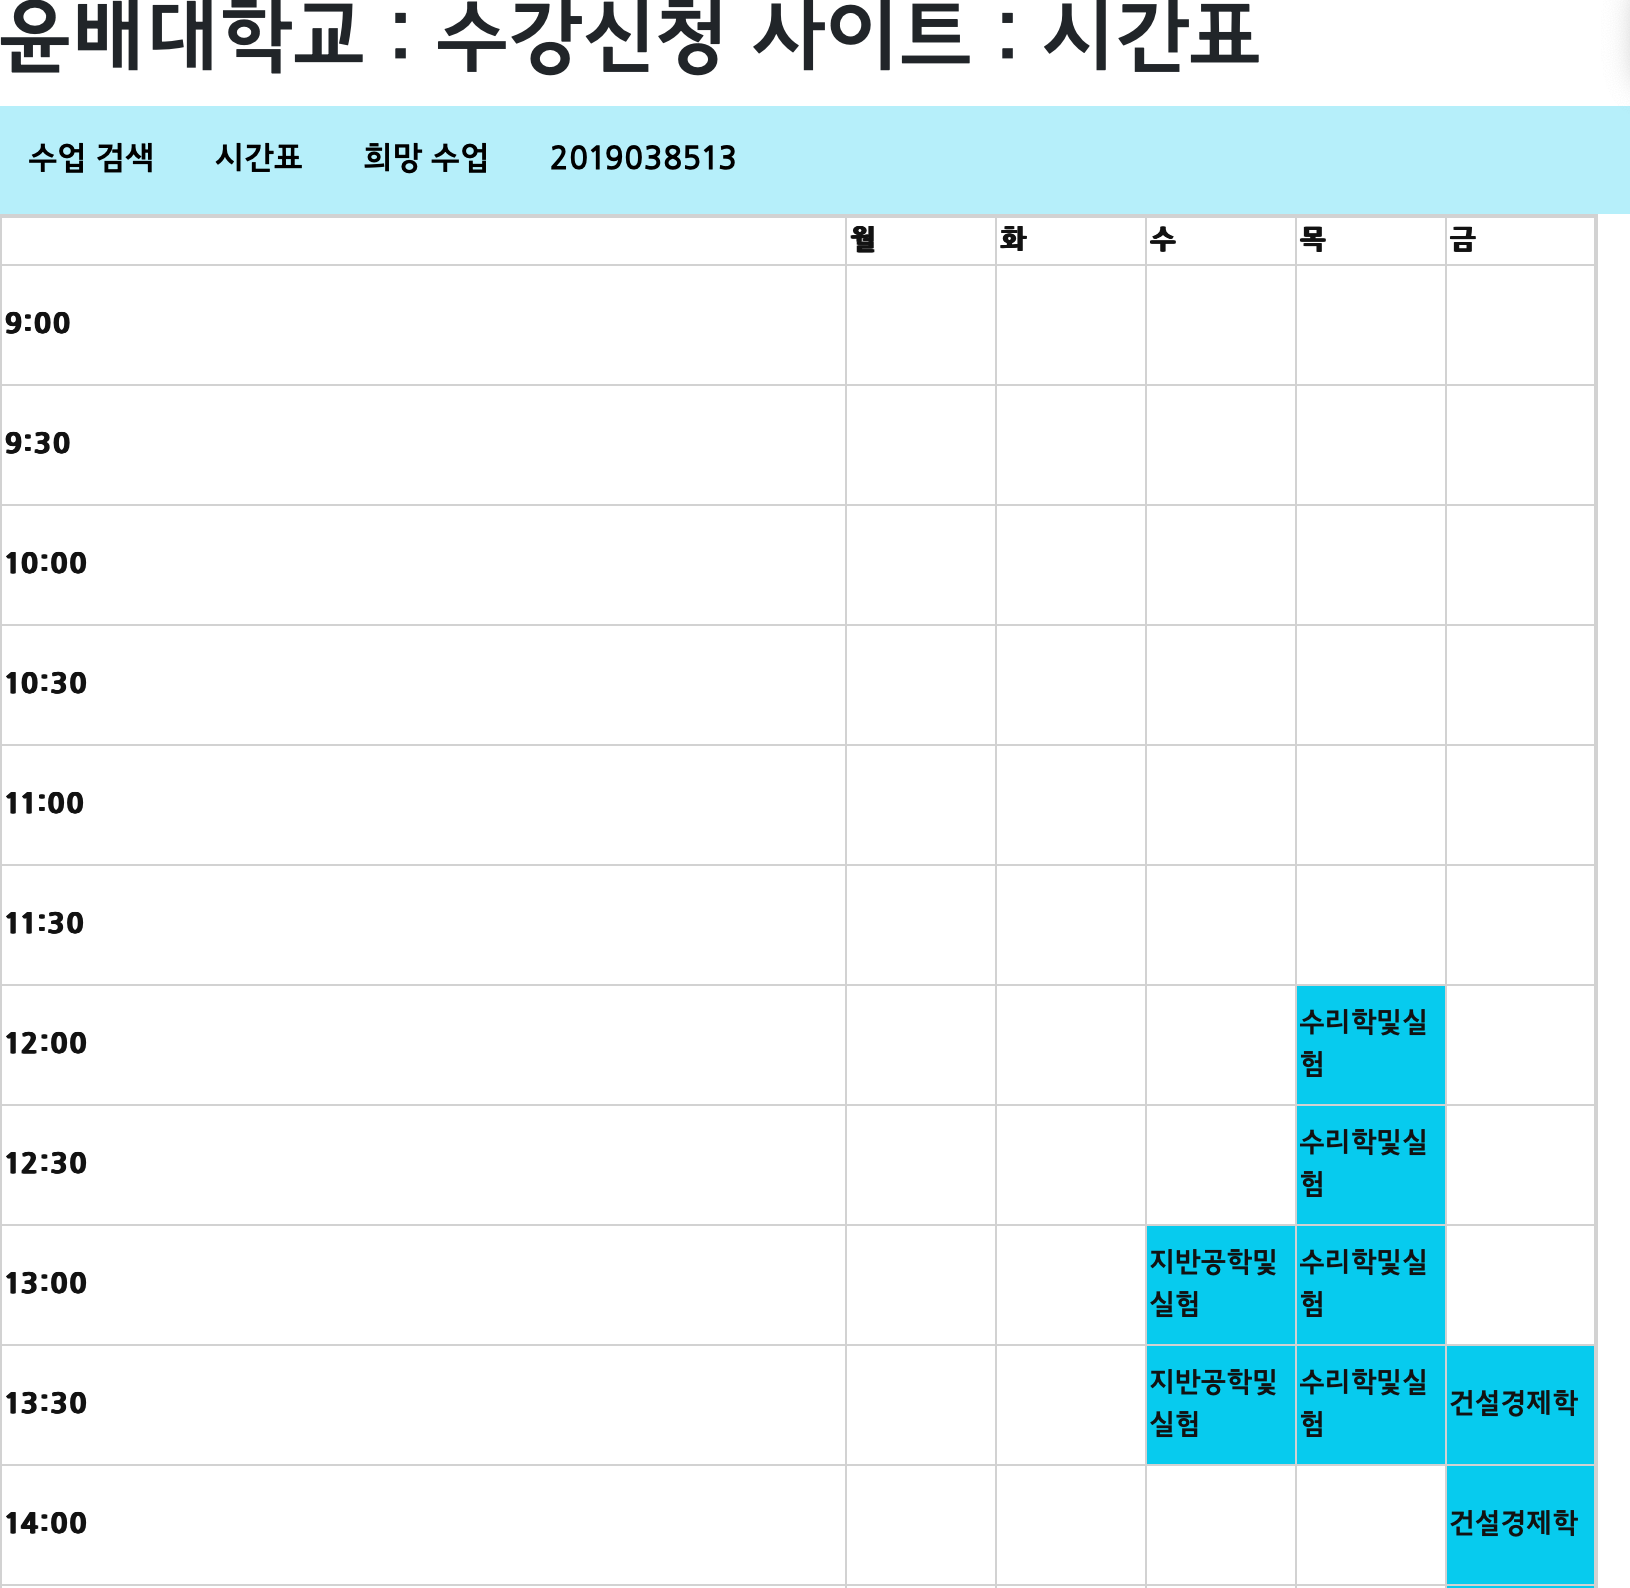 윤배대학교 : 수강신청 사이트 : 시간표
수업 검색 시간표 희망 수업 2019038513
월 화 수 목 금
9:00
9:30
10:00
10:30
11:00
11:30
12:00 수리학및실
험
12:30 수리학및실
험
13:00 지반공학및 수리학및실
실험 험
13:30 지반공학및 수리학및실 건설경제학
실험 험
14:00 건설경제학